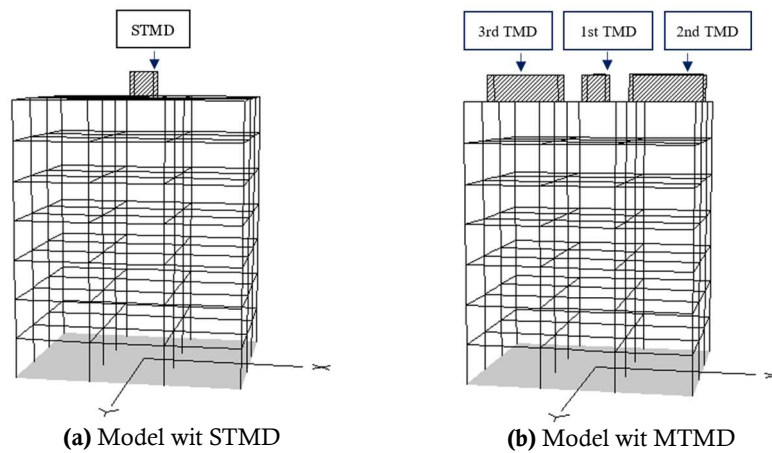 STMD
3rd TMD 1st TMD 2nd TMD
X
Y
X
Y
(a) Model wit STMD
(b) Model wit MTMD